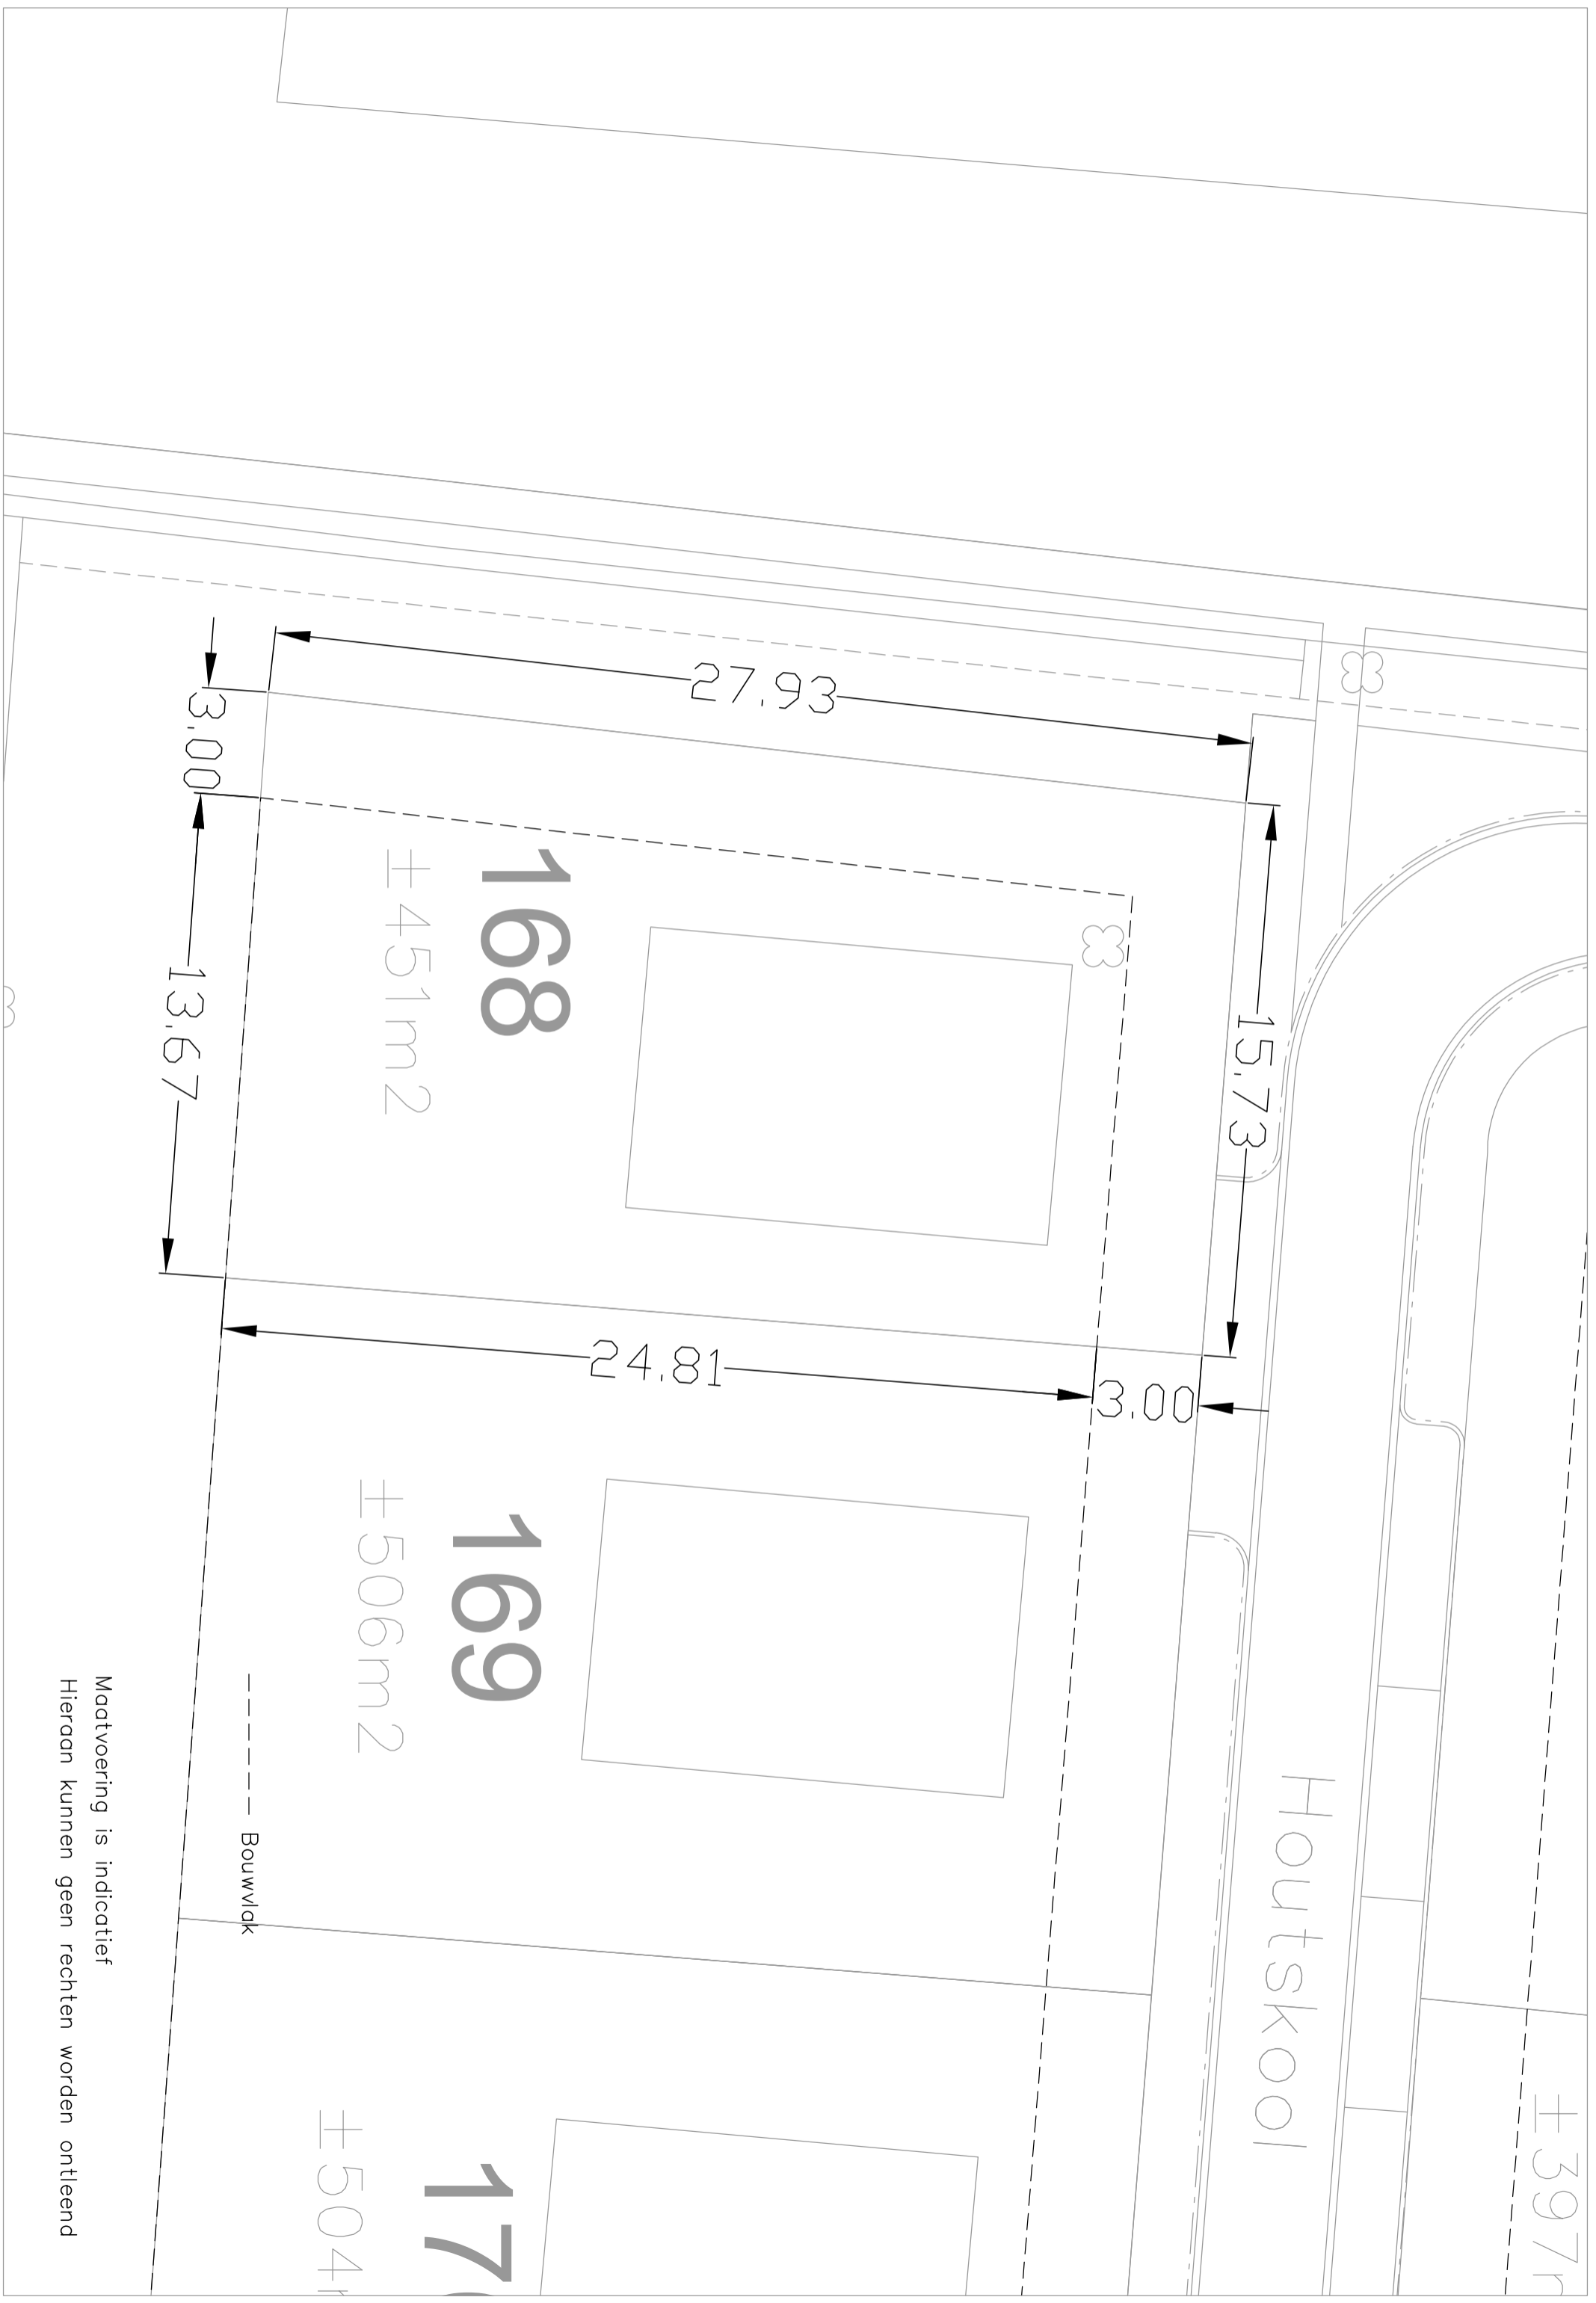 27.93
3.00
13.67
15.73
24.81
3.00
168
±451m2
169
±506m2
±504
Houtskool
±397
Bouwvlak
Maatvoering is indicatief
Hieraan kunnen geen rechten worden ontleend